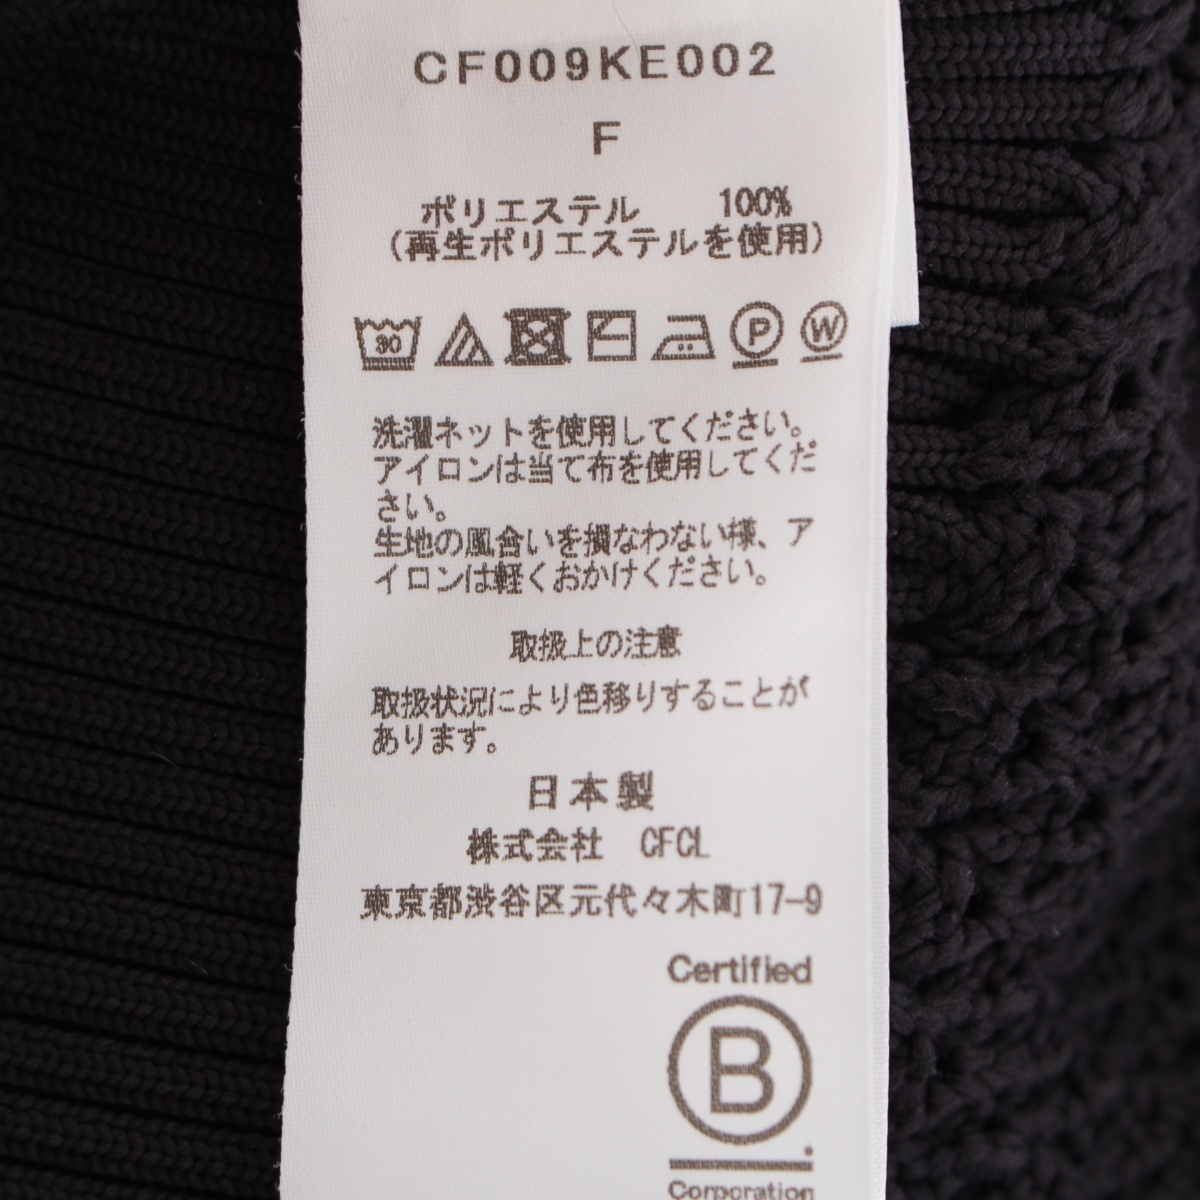 CF009KE002
F
ポリエステル 100%
(再生ポリエステルを使用)
30 P W
洗濯ネットを使用してください。
アイロンは当て布を使用してくだ
さい。
生地の風合いを損なわない様、ア
イロンは軽くおかけください。
取扱上の注意
取扱状況により色移りすることが
あります。
日本製
株式会社 CFCL
東京都渋谷区元代々木町17-9
Certified
B
Corporation